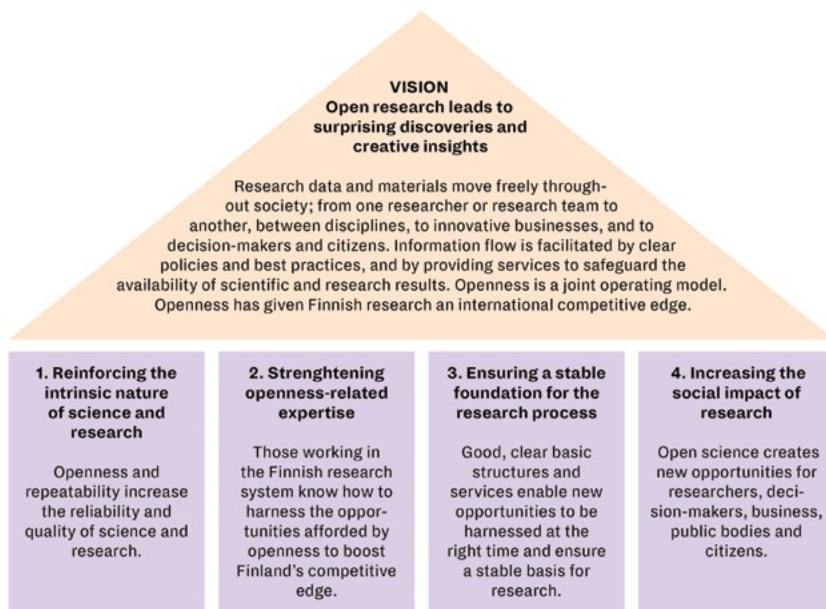 VISION
Open research leads to
surprising discoveries and
creative insights
Research data and materials move freely through-
out society; from one researcher or research team to
another, between disciplines, to innovative businesses, and to
decision-makers and citizens. Information flow is facilitated by clear
policies and best practices, and by providing services to safeguard the
availability of scientific and research results. Openness is a joint operating model.
Openness has given Finnish research an international competitive edge.
1. Reinforcing the
intrinsic nature
of science and
research
Openness and
repeatability increase
the reliability and
quality of science and
research.
2. Strenghtening
openness-related
expertise
Those working in
the Finnish research
system know how to
harness the oppor-
tunities afforded by
openness to boost
Finland's competitive
edge.
3. Ensuring a stable
foundation for the
research process
Good, clear basic
structures and
services enable new
opportunities to be
harnessed at the
right time and ensure
a stable basis for
research.
4. Increasing the
social impact of
research
Open science creates
new opportunities for
researchers, deci-
sion-makers, business,
public bodies and
citizens.